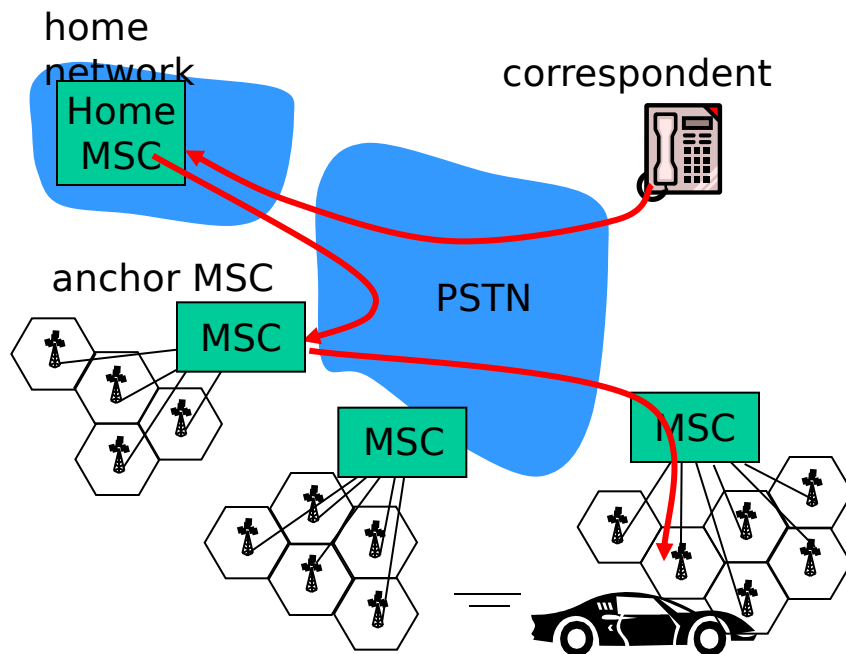 home
network
correspondent
Home
MSC
anchor MSC
PSTN
MSC
MSC
MSC